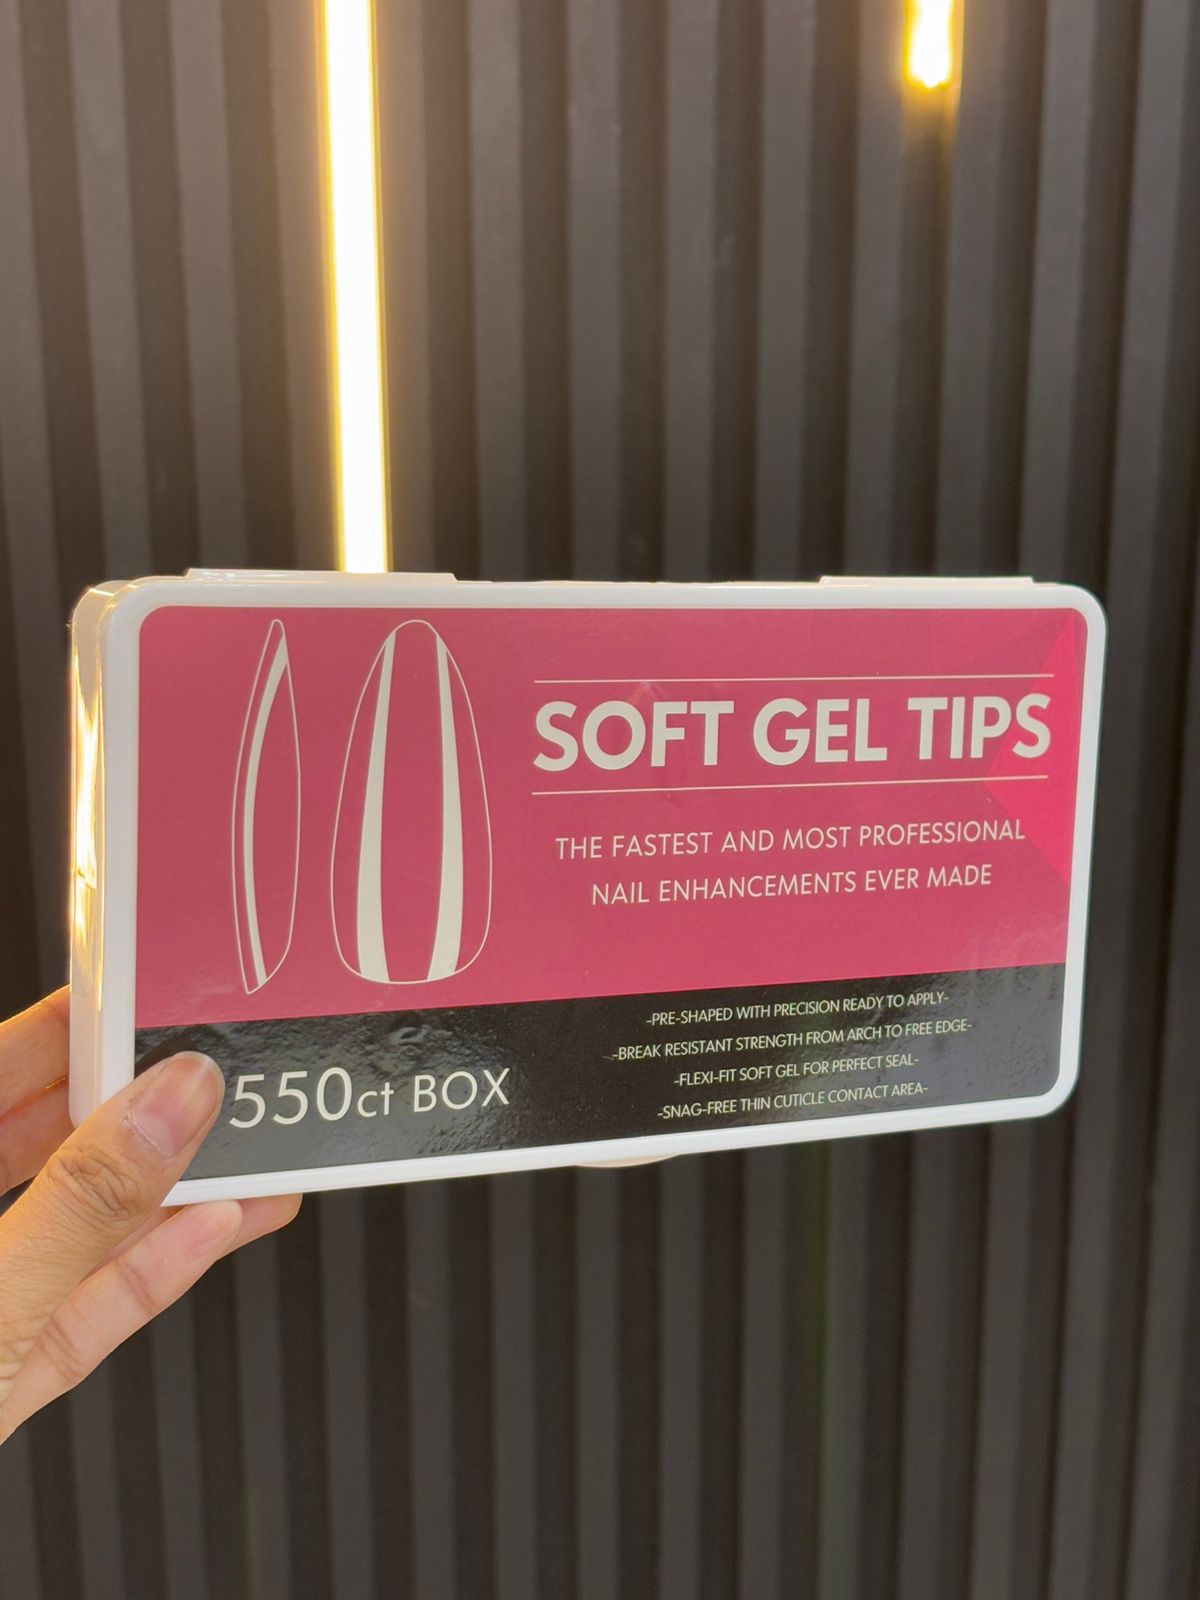 SOFT GEL TIPS
THE FASTEST AND MOST PROFESSIONAL
NAIL ENHANCEMENTS EVER MADE
-PRE-SHAPED WITH PRECISION READY TO APPLY-
-BREAK RESISTANT STRENGTH FROM ARCH TO FREE EDGE-
-FLEXI-FIT SOFT GEL FOR PERFECT SEAL-
-SNAG-FREE THIN CUTICLE CONTACT AREA-
550ct BOX